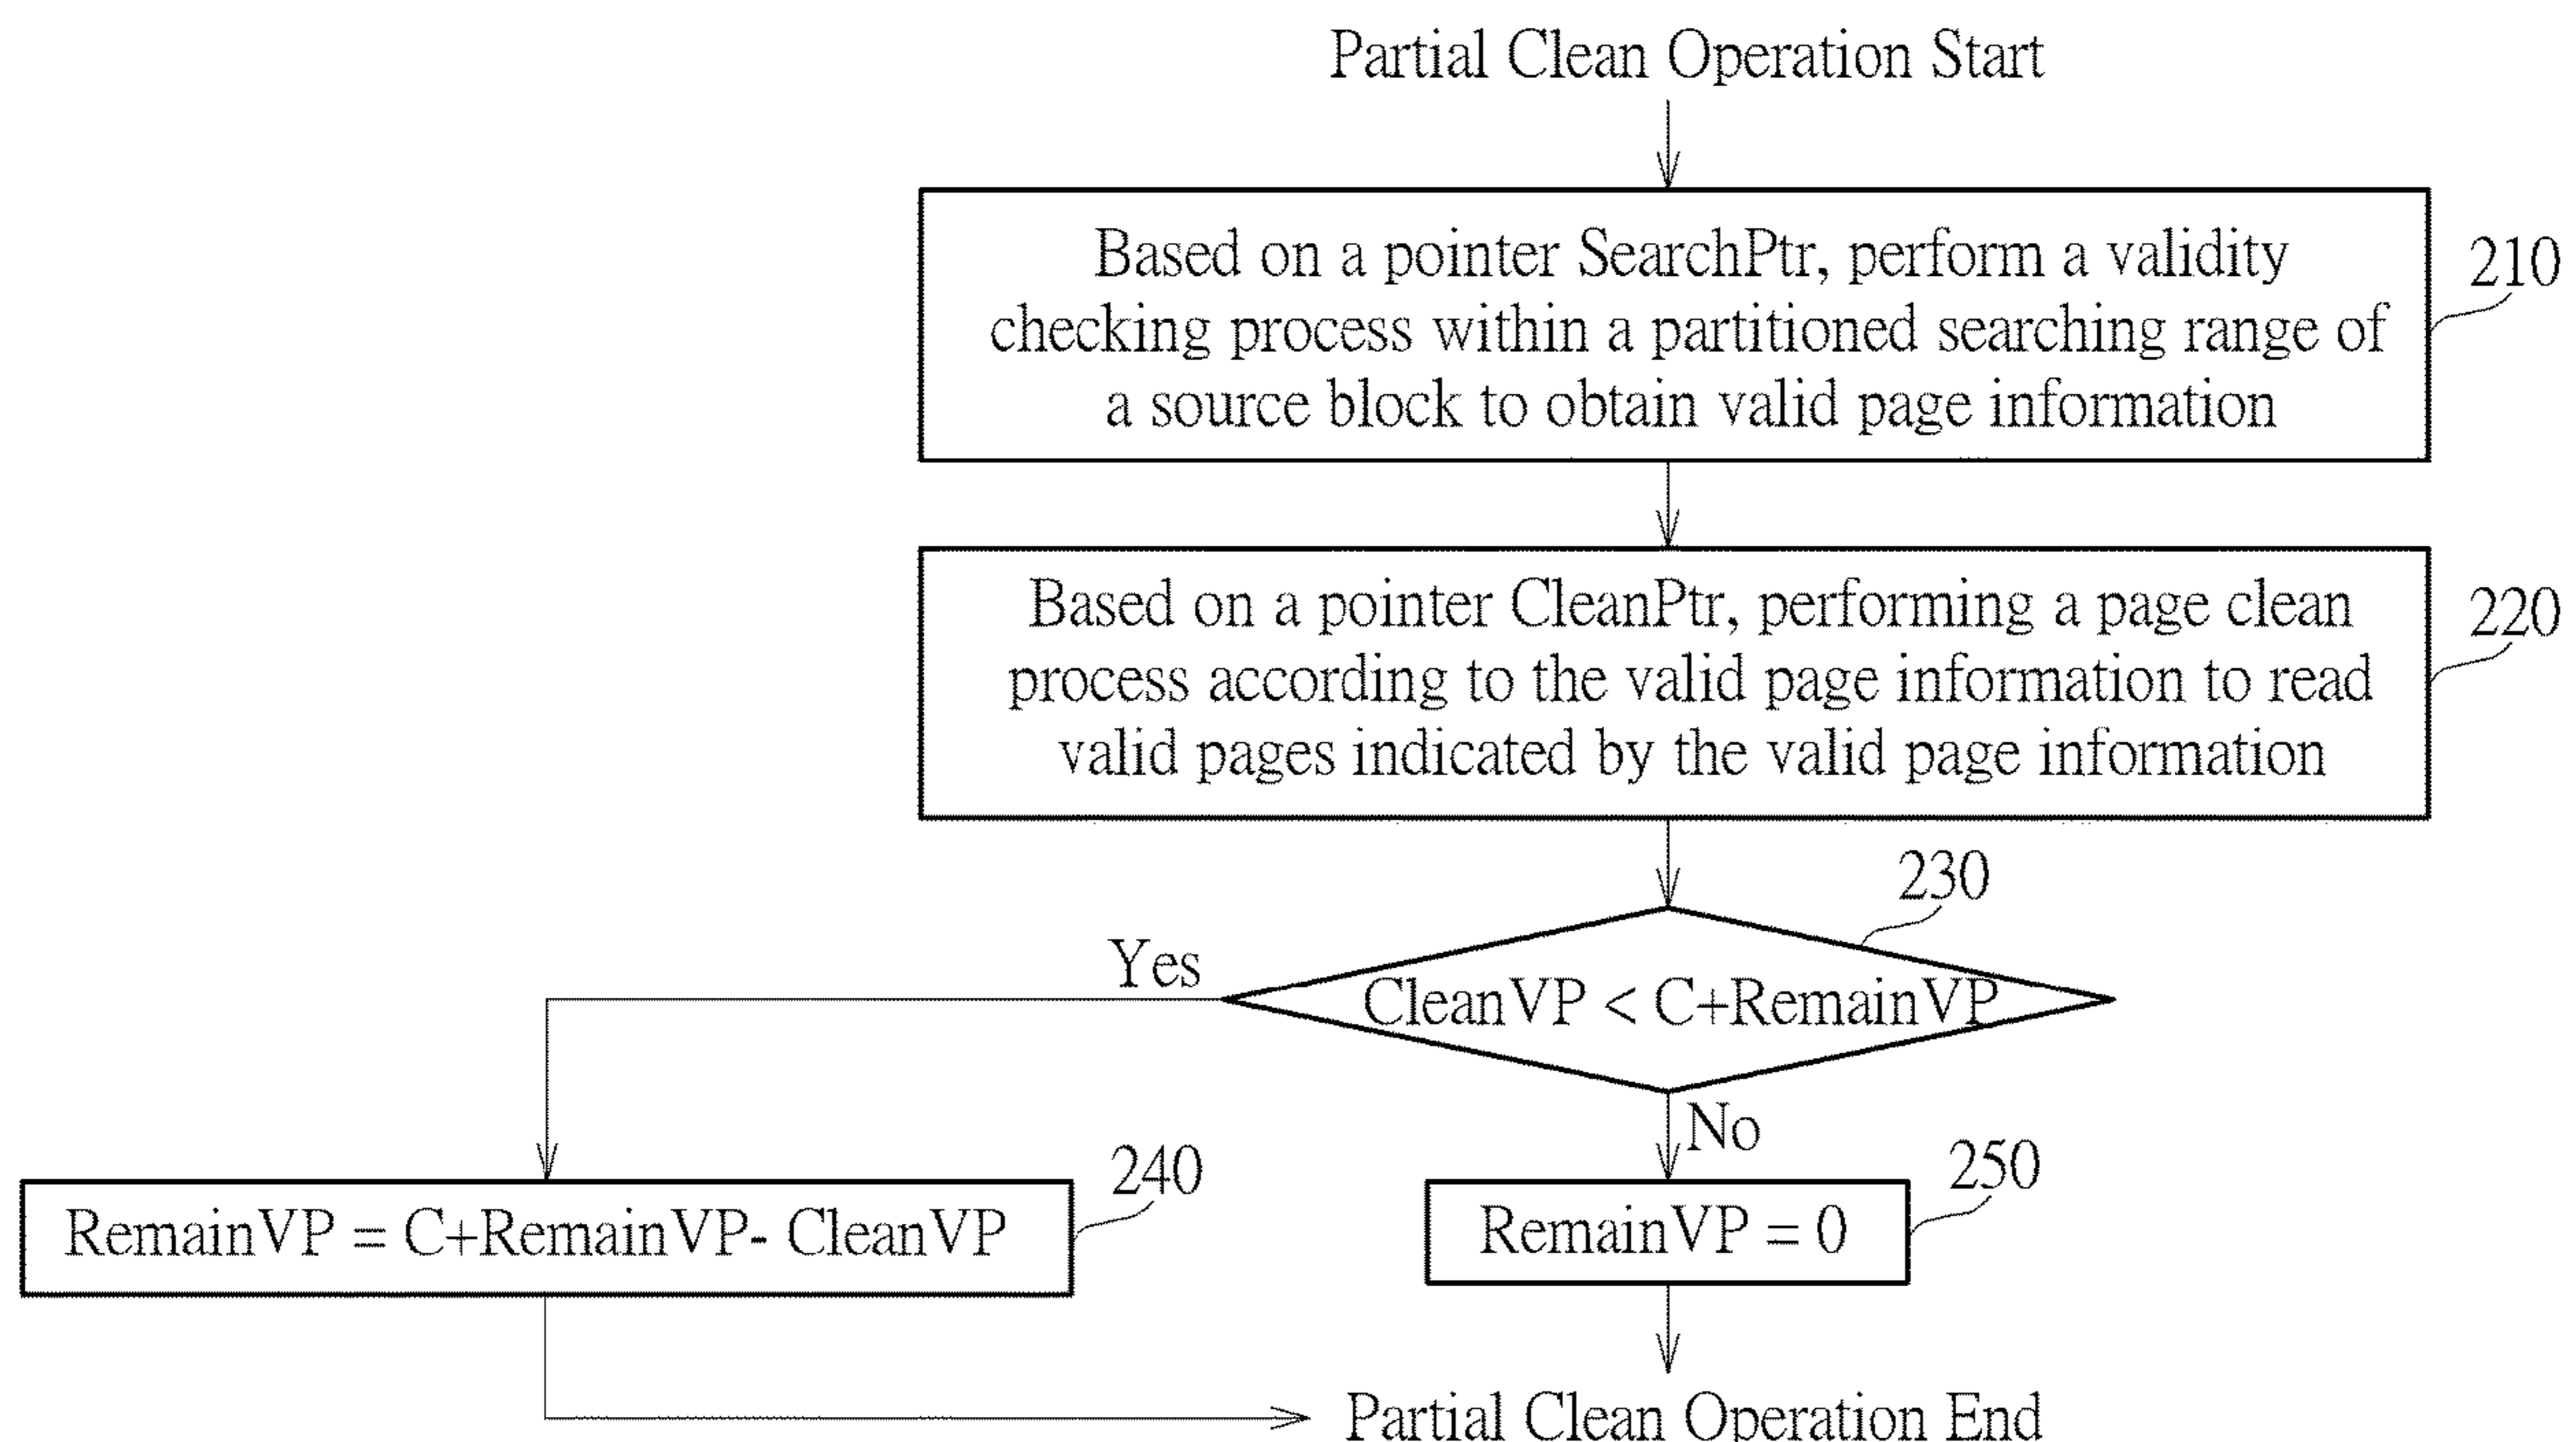 Partial Clean Operation Start
Based on a pointer SearchPtr, perform a validity
checking process within a partitioned searching range of
a source block to obtain valid page information
210
Based on a pointer CleanPtr, performing a page clean
process according to the valid page information to read
valid pages indicated by the valid page information
220
230
Yes
CleanVP < C+RemainVP
No
240
250
RemainVP = C+RemainVP- CleanVP
RemainVP = 0
Partial Clean Operation End